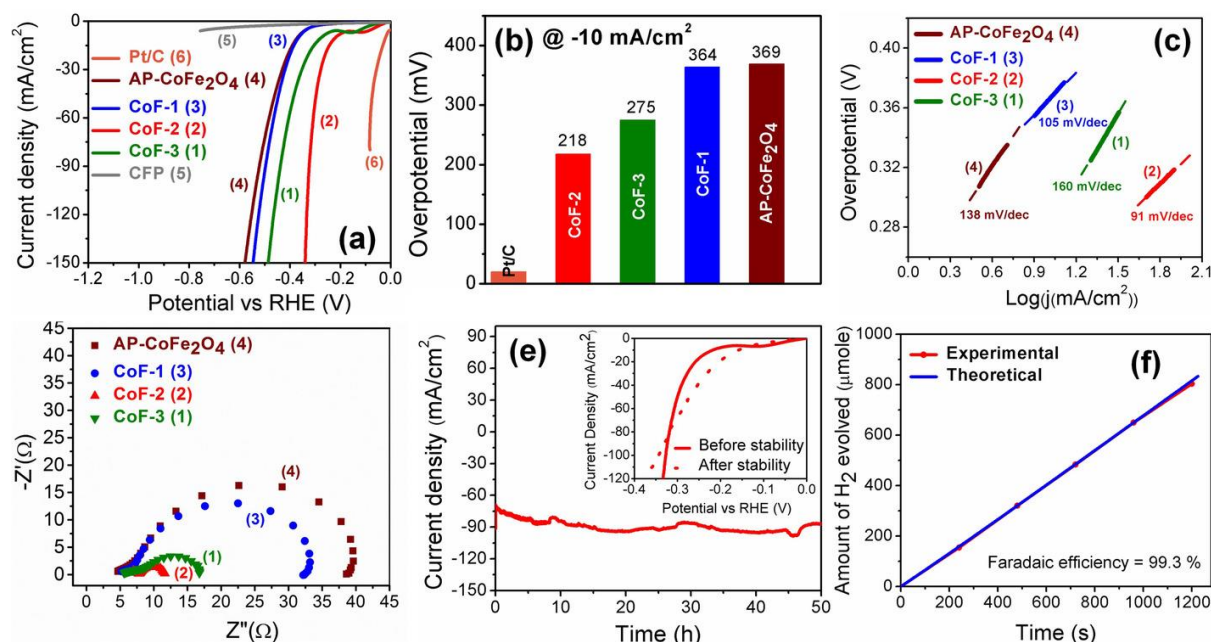 0
-30
-60
-90
-120
-150
Current density (mA/cm²)
(5)
(3)
Pt/C (6)
AP-CoFe₂O₄ (4)
CoF-1 (3)
CoF-2 (2)
CoF-3 (1)
CFP (5)
(2)
(6)
(4)
(1)
(a)
-1.2 -1.0 -0.8 -0.6 -0.4 -0.2 0.0
Potential vs RHE (V)
(b) @ -10 mA/cm²
400
300
200
100
0
Overpotential (mV)
218
275
364
369
Pt/C
CoF-2
CoF-3
CoF-1
AP-CoFe₂O₄
(c)
AP-CoFe₂O₄ (4)
CoF-1 (3)
CoF-2 (2)
CoF-3 (1)
0.40
0.36
0.32
0.28
0.24
0.20
Overpotential (V)
(3)
105 mV/dec
(1)
160 mV/dec
(4)
138 mV/dec
(2)
91 mV/dec
0.0 0.3 0.6 0.9 1.2 1.5 1.8 2.1
Log(j(mA/cm²))
AP-CoFe₂O₄ (4)
CoF-1 (3)
CoF-2 (2)
CoF-3 (1)
45
40
35
30
25
20
15
10
5
0
-Z'(Ω)
(4)
(3)
(1)
(2)
0 5 10 15 20 25 30 35 40 45
Z"(Ω)
(e)
90
60
30
0
-30
-60
-90
-120
-150
Current density (mA/cm²)
0
-20
-40
-60
-80
-100
-120
Current Density (mA/cm²)
Before stability
After stability
-0.4 -0.3 -0.2 -0.1 0.0
Potential vs RHE (V)
0 10 20 30 40 50
Time (h)
(f)
Experimental
Theoretical
1000
800
600
400
200
0
Amount of H₂ evolved (µmole)
Faradaic efficiency = 99.3 %
0 200 400 600 800 1000 1200
Time (s)